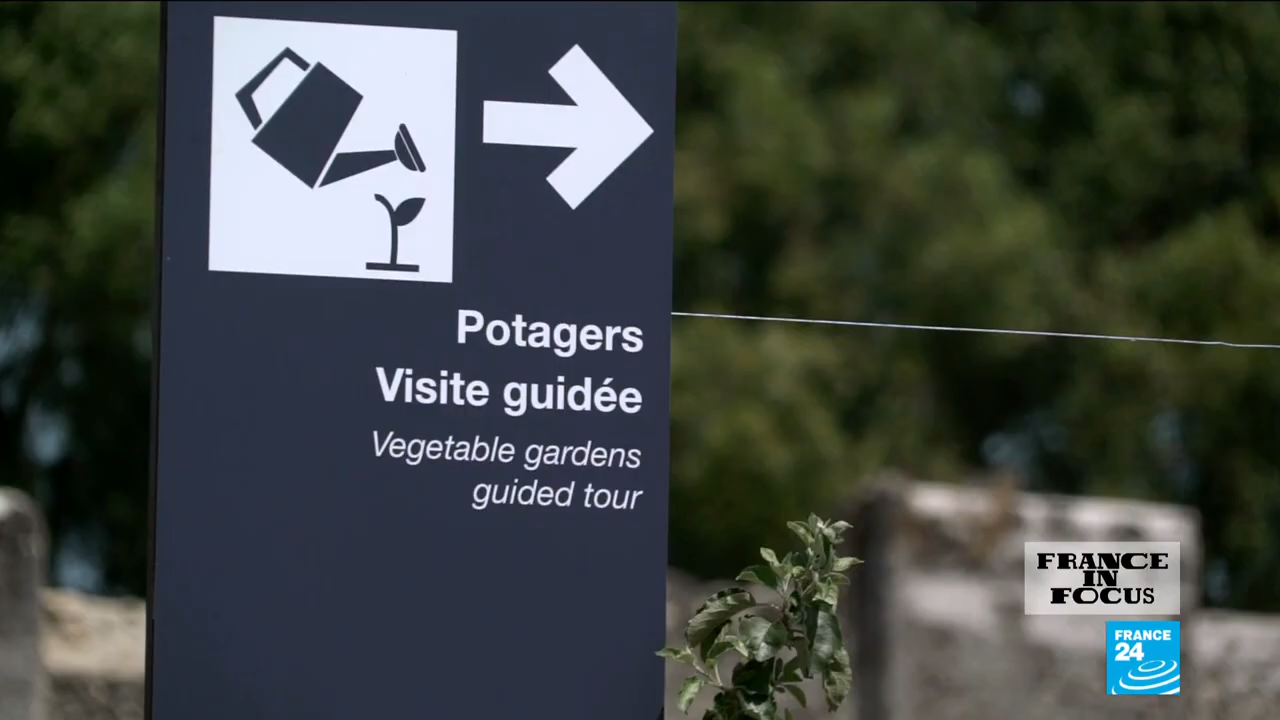 Potagers
Visite guidée
Vegetable gardens
guided tour
FRANCE
IN
FOCUS
FRANCE
24